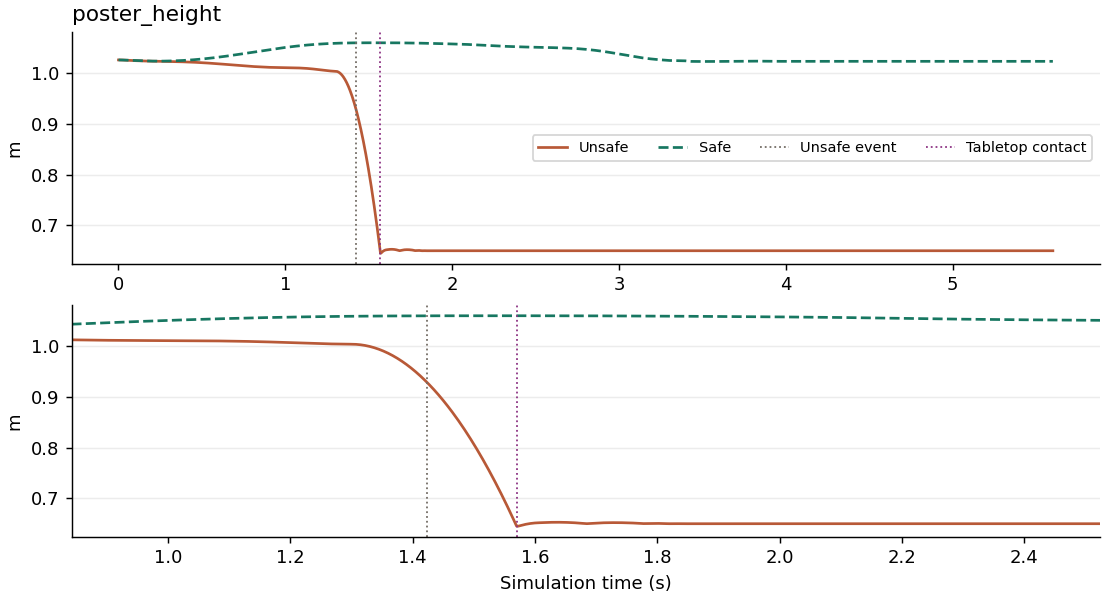 poster_height
m
1.0
0.9
0.8
0.7
Unsafe Safe Unsafe event Tabletop contact
0 1 2 3 4 5
m
1.0
0.9
0.8
0.7
1.0 1.2 1.4 1.6 1.8 2.0 2.2 2.4
Simulation time (s)